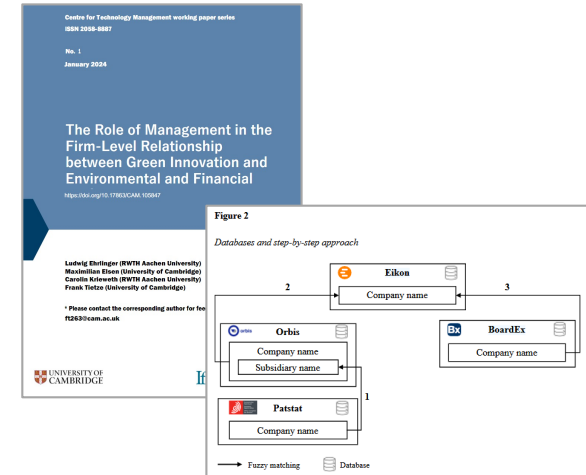 Centre for Technology Management working paper series
ISSN 2058-8887
No. 1
January 2024
The Role of Management in the
Firm-Level Relationship
between Green Innovation and
Environmental and Financial
https://doi.org/10.17863/CAM.105847
Ludwig Ehrlinger (RWTH Aachen University)
Maximilian Elsen (University of Cambridge)
Carolin Krieweth (RWTH Aachen University)
Frank Tietze (University of Cambridge)
* Please contact the corresponding author for fee
ft263@cam.ac.uk
UNIVERSITY OF
CAMBRIDGE
If
Figure 2
Databases and step-by-step approach
Eikon
Company name
2
3
orbis
Orbis
Company name
Subsidiary name
Bx
BoardEx
Company name
1
Patstat
Company name
Fuzzy matching
Database